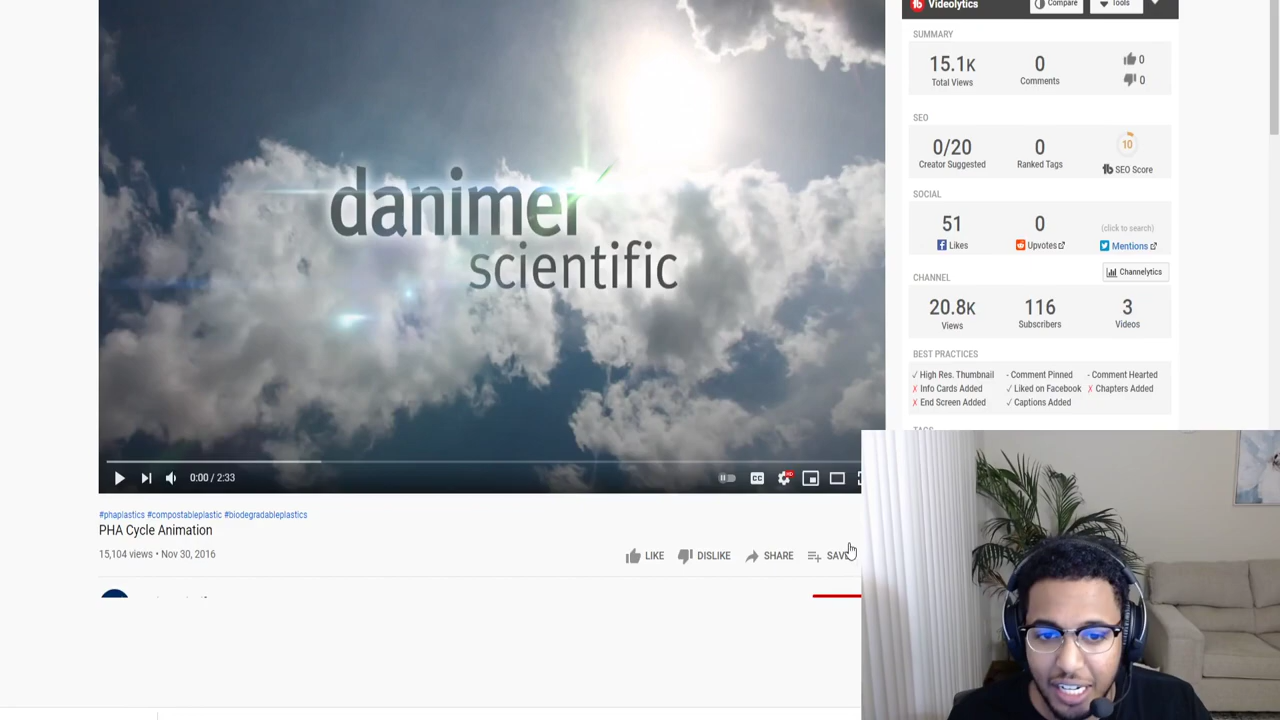 danimer
scientific
0:00 / 2:33
CC
HD
#phaplastics #compostableplastic #biodegradableplastics
PHA Cycle Animation
15,104 views • Nov 30, 2016
LIKE DISLIKE SHARE SAVE
tb Videolytics Compare Tools
SUMMARY
15.1K 0 0
Total Views Comments 0
SEO
0/20 0 10
Creator Suggested Ranked Tags tb SEO Score
SOCIAL
51 0 (click to search)
f Likes Upvotes Mentions
CHANNEL Channelytics
20.8K 116 3
Views Subscribers Videos
BEST PRACTICES
✓ High Res. Thumbnail - Comment Pinned - Comment Hearted
✗ Info Cards Added ✓ Liked on Facebook ✗ Chapters Added
✗ End Screen Added ✓ Captions Added